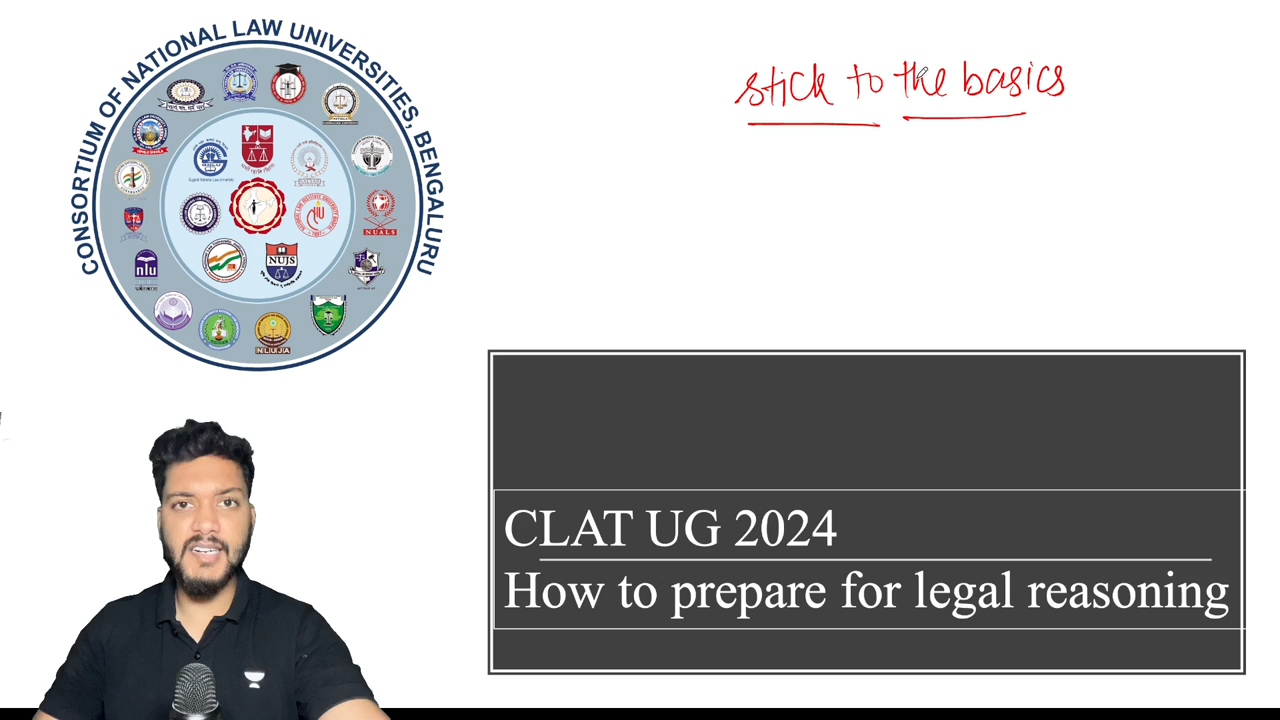 CONSORTIUM OF NATIONAL LAW UNIVERSITIES, BENGALURU
stick to the basics
NUALS
NUJS
nlu
CLAT UG 2024
How to prepare for legal reasoning